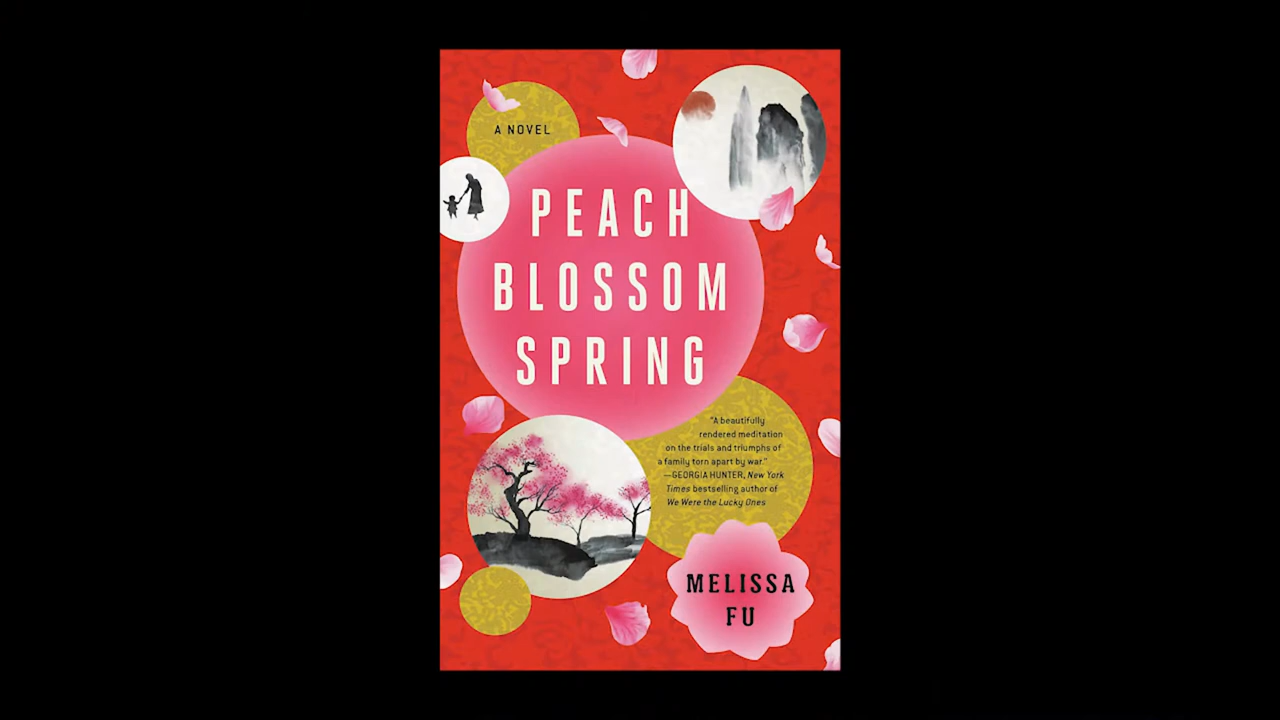 A NOVEL
PEACH
BLOSSOM
SPRING
"A beautifully
rendered meditation
on the trials and triumphs of
a family torn apart by war."
—GEORGIA HUNTER, New York
Times bestselling author of
We Were the Lucky Ones
MELISSA
FU